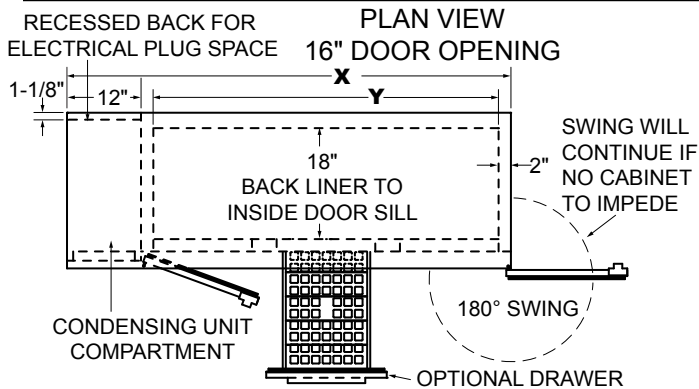 RECESSED BACK FOR
ELECTRICAL PLUG SPACE
PLAN VIEW
16" DOOR OPENING
X
1-1/8"
12"
Y
18"
BACK LINER TO
INSIDE DOOR SILL
2"
SWING WILL
CONTINUE IF
NO CABINET
TO IMPEDE
180° SWING
CONDENSING UNIT
COMPARTMENT
OPTIONAL DRAWER